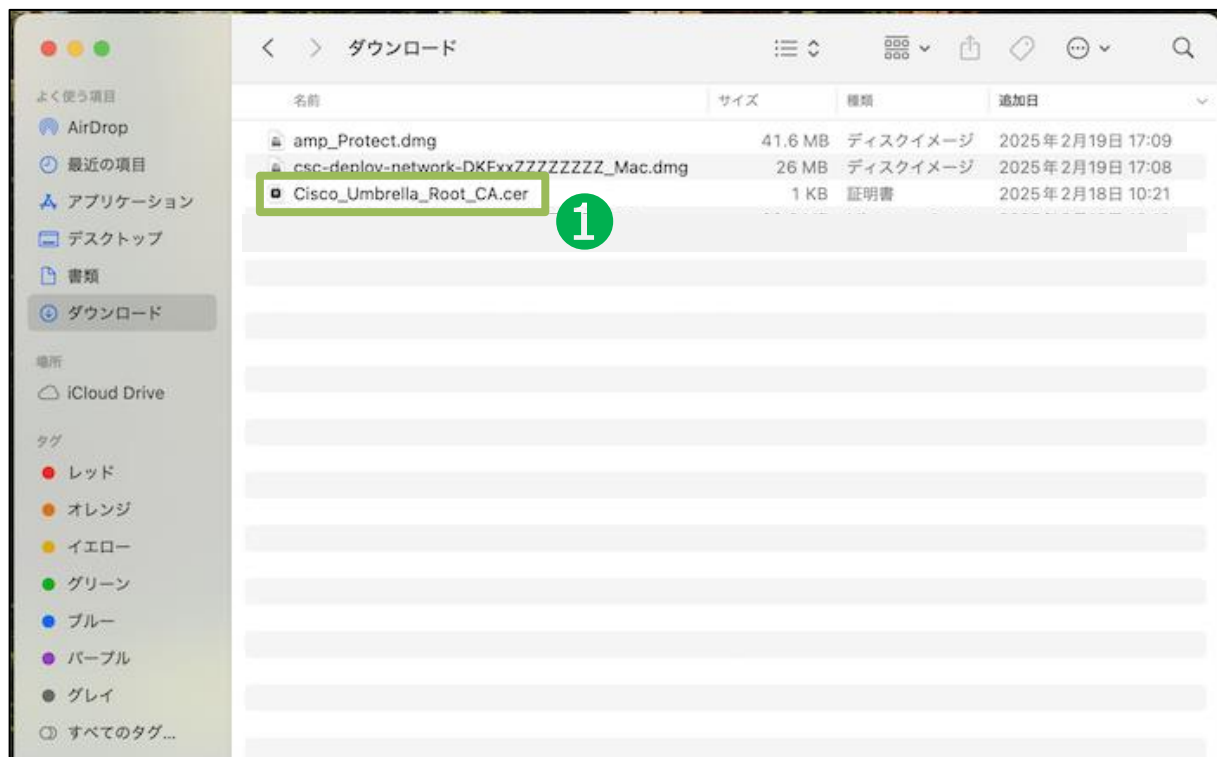 ダウンロード
よく使う項目
AirDrop
最近の項目
アプリケーション
デスクトップ
書類
ダウンロード
場所
iCloud Drive
タグ
レッド
オレンジ
イエロー
グリーン
ブルー
パープル
グレイ
すべてのタグ...
名前 サイズ 種類 追加日
amp_Protect.dmg 41.6 MB ディスクイメージ 2025年2月19日 17:09
csc-deploy-network-DKFxxZZZZZZZZ_Mac.dmg 26 MB ディスクイメージ 2025年2月19日 17:08
Cisco_Umbrella_Root_CA.cer 1 KB 証明書 2025年2月18日 10:21
1